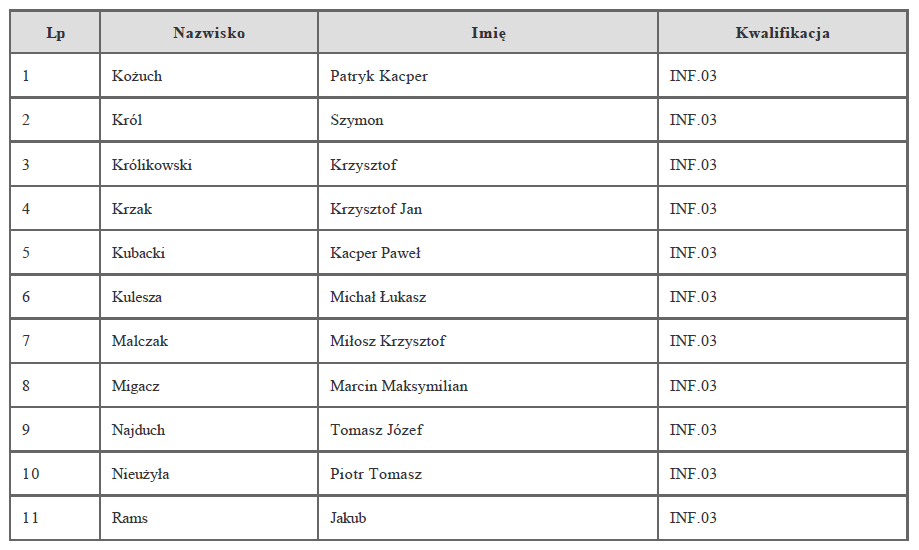 Lp Nazwisko Imię Kwalifikacja
1 Kożuch Patryk Kacper INF.03
2 Król Szymon INF.03
3 Królikowski Krzysztof INF.03
4 Krzak Krzysztof Jan INF.03
5 Kubacki Kacper Paweł INF.03
6 Kulesza Michał Łukasz INF.03
7 Malczak Miłosz Krzysztof INF.03
8 Migacz Marcin Maksymilian INF.03
9 Najduch Tomasz Józef INF.03
10 Nieużyła Piotr Tomasz INF.03
11 Rams Jakub INF.03